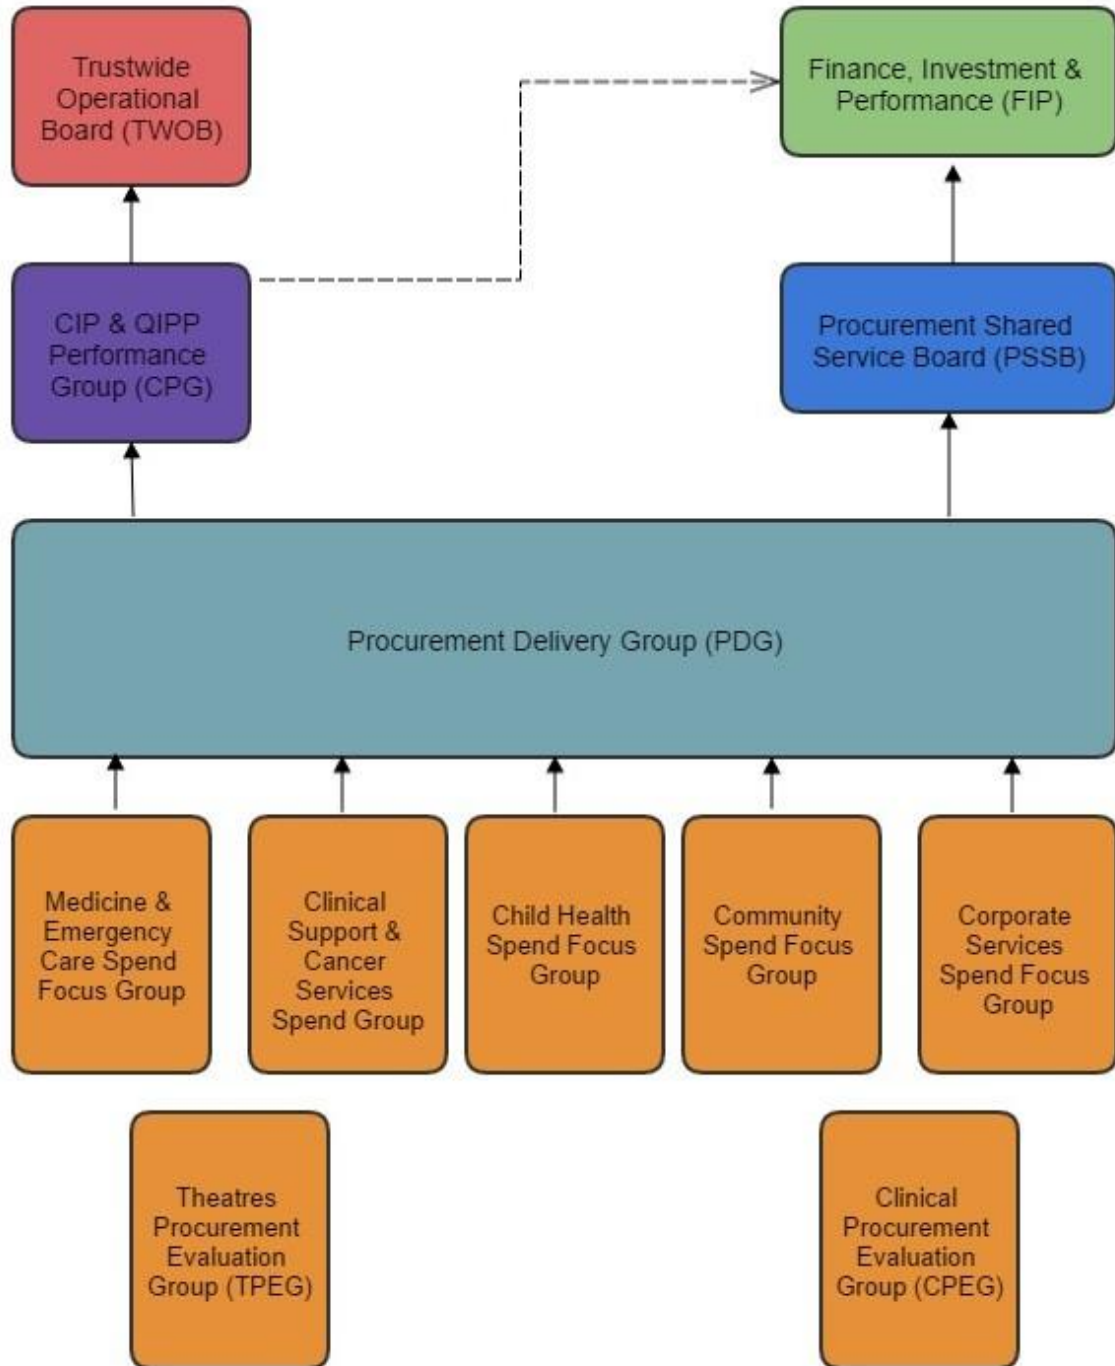 Trustwide
Operational
Board (TWOB)
Finance, Investment &
Performance (FIP)
CIP & QIPP
Performance
Group (CPG)
Procurement Shared
Service Board (PSSB)
Procurement Delivery Group (PDG)
Medicine &
Emergency
Care Spend
Focus Group
Clinical
Support &
Cancer
Services
Spend Group
Child Health
Spend Focus
Group
Community
Spend Focus
Group
Corporate
Services
Spend Focus
Group
Theatres
Procurement
Evaluation
Group (TPEG)
Clinical
Procurement
Evaluation
Group (CPEG)